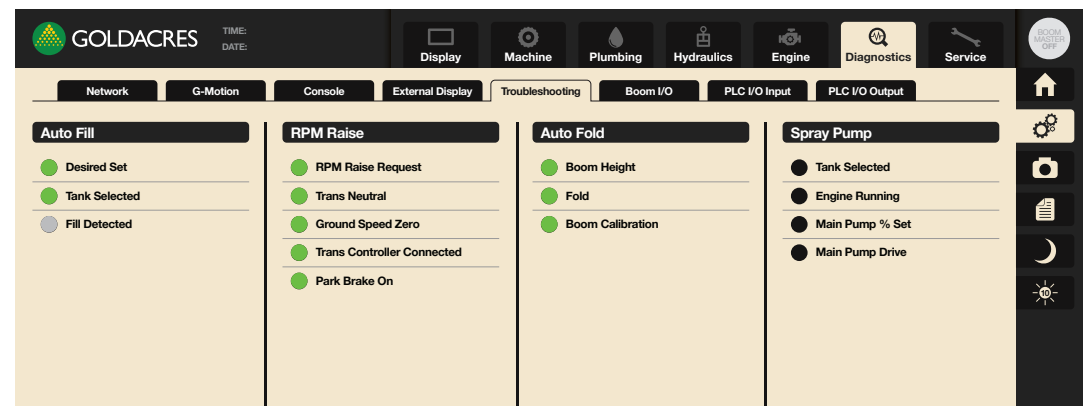 GOLDACRES
TIME:
DATE:
Display
Machine
Plumbing
Hydraulics
Engine
Diagnostics
Service
BOOM
MASTER
OFF
Network
G-Motion
Console
External Display
Troubleshooting
Boom I/O
PLC I/O Input
PLC I/O Output
Auto Fill
Desired Set
Tank Selected
Fill Detected
RPM Raise
RPM Raise Request
Trans Neutral
Ground Speed Zero
Trans Controller Connected
Park Brake On
Auto Fold
Boom Height
Fold
Boom Calibration
Spray Pump
Tank Selected
Engine Running
Main Pump % Set
Main Pump Drive
10